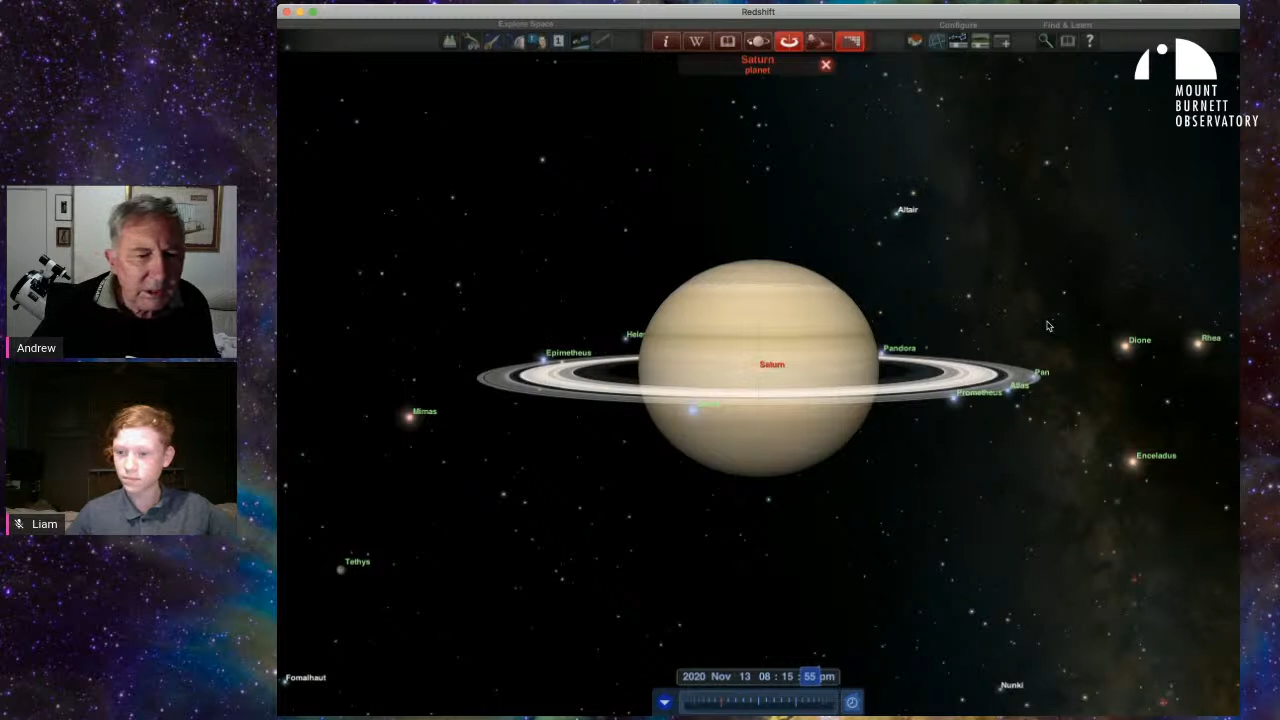 Redshift
Explore Space
Configure
Find & Learn
i
W
1
?
Saturn
planet
MOUNT
BURNETT
OBSERVATORY
Altair
Andrew
Epimetheus
Pandora
Saturn
Dione
Rhea
Pan
Atlas
Prometheus
Mimas
Enceladus
Liam
Tethys
Fomalhaut
Nunki
2020 Nov 13 08 : 15 : 55 pm